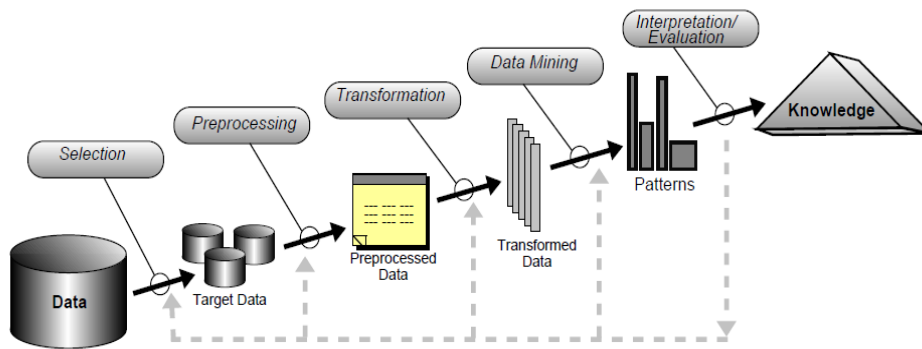 Interpretation/
Evaluation
Data Mining
Transformation
Preprocessing
Selection
Knowledge
Patterns
Transformed
Data
Preprocessed
Data
Target Data
Data